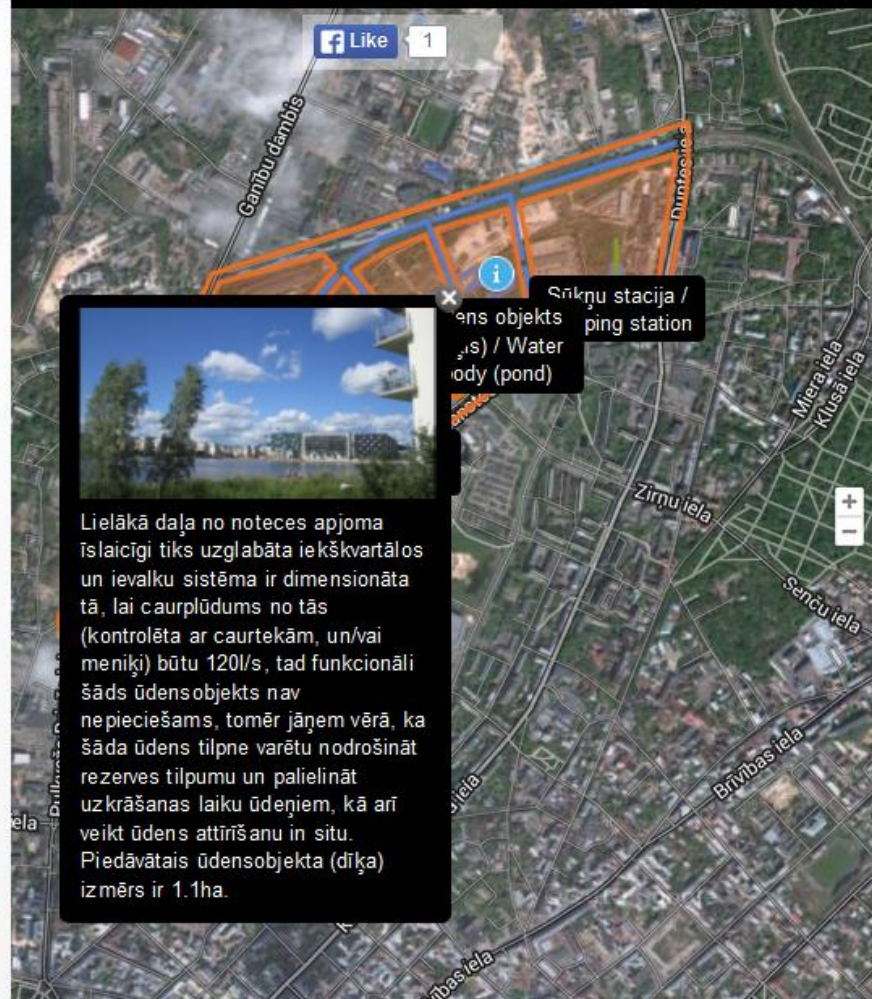 Like 1
Ganību dambis
Sūkņu stacija /
ping station
ens objekts
) / Water
ody (pond)
Miera iela
Klusā iela
Zirņu iela
Senču iela
+
−
Lielākā daļa no noteces apjoma
īslaicīgi tiks uzglabāta iekškvartālos
un ievalku sistēma ir dimensionāta
tā, lai caurplūdums no tās
(kontrolēta ar caurtekām, un/vai
meniķi) būtu 120l/s, tad funkcionāli
šāds ūdensobjekts nav
nepieciešams, tomēr jāņem vērā, ka
šāda ūdens tilpne varētu nodrošināt
rezerves tilpumu un palielināt
uzkrāšanas laiku ūdeņiem, kā arī
veikt ūdens attīrīšanu in situ.
Piedāvātais ūdensobjekta (dīķa)
izmērs ir 1.1ha.
Brīvības iela
ela
iela
ības iela